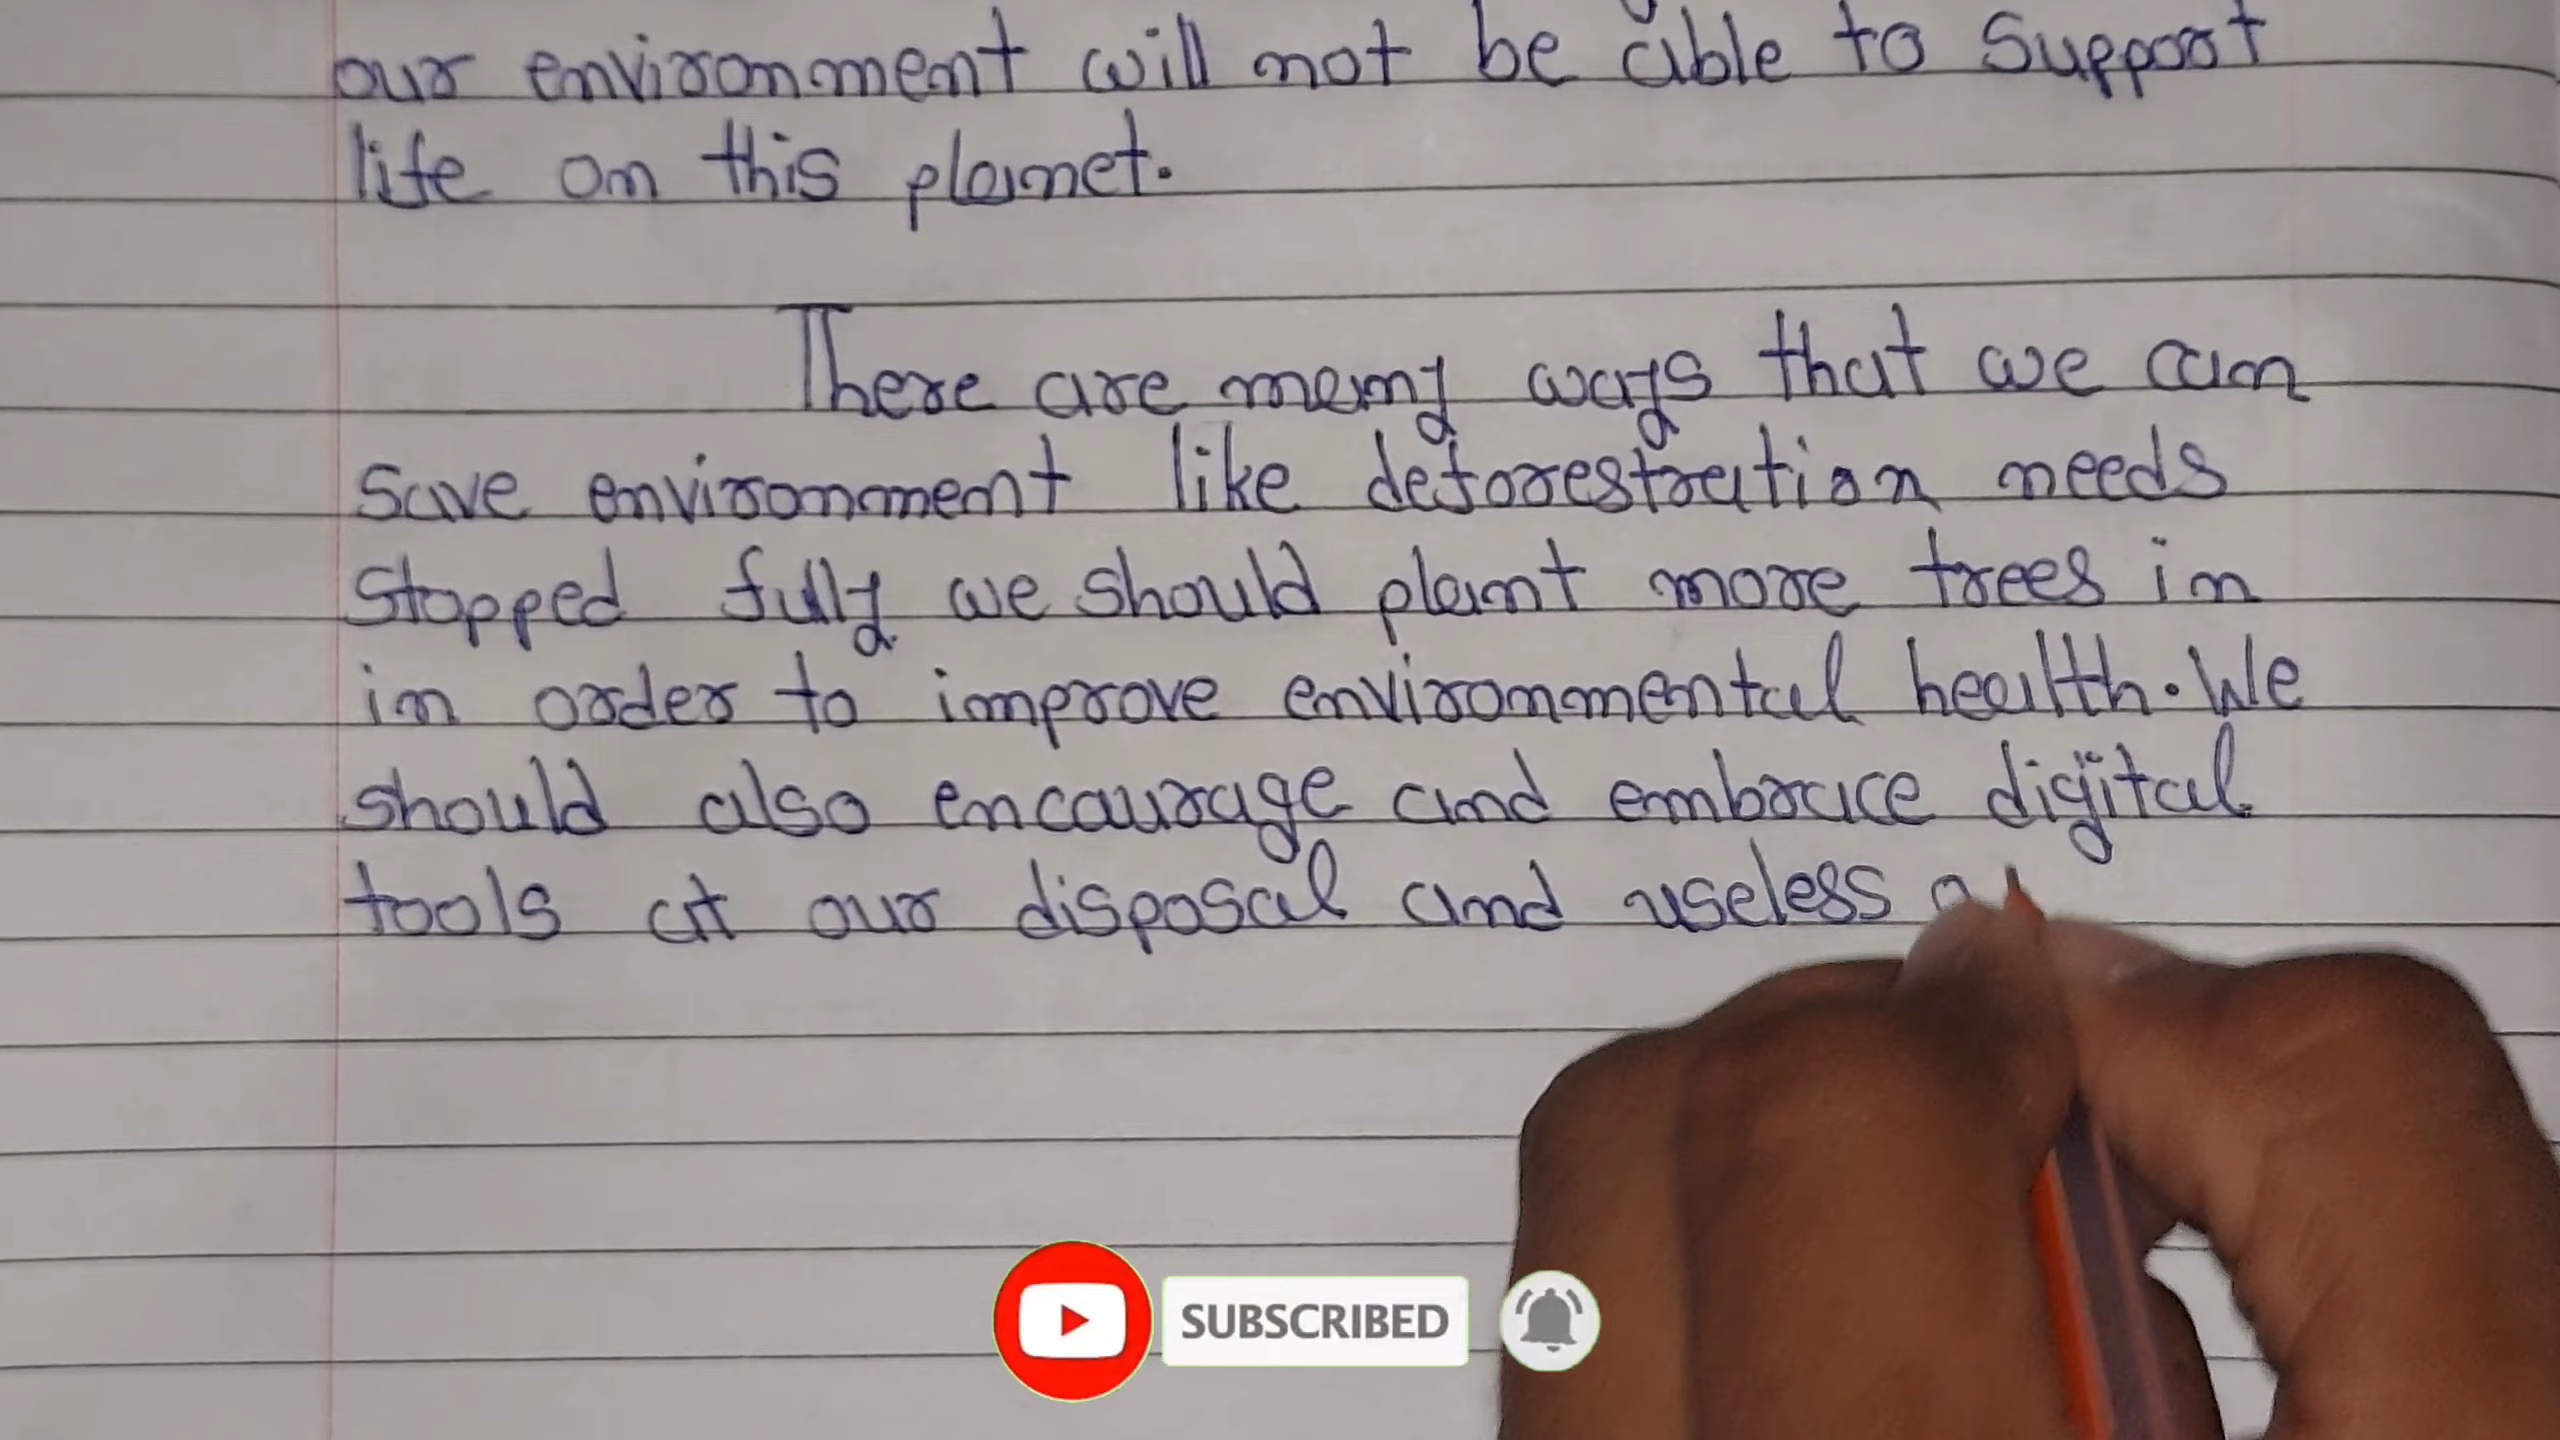 our environment will not be able to support
life on this planet.
There are many ways that we can
save environment like deforestration needs
stopped fully we should plant more trees in
in order to improve environmental health. We
should also encaurage and embrace digital
tools at our disposal and useless
SUBSCRIBED